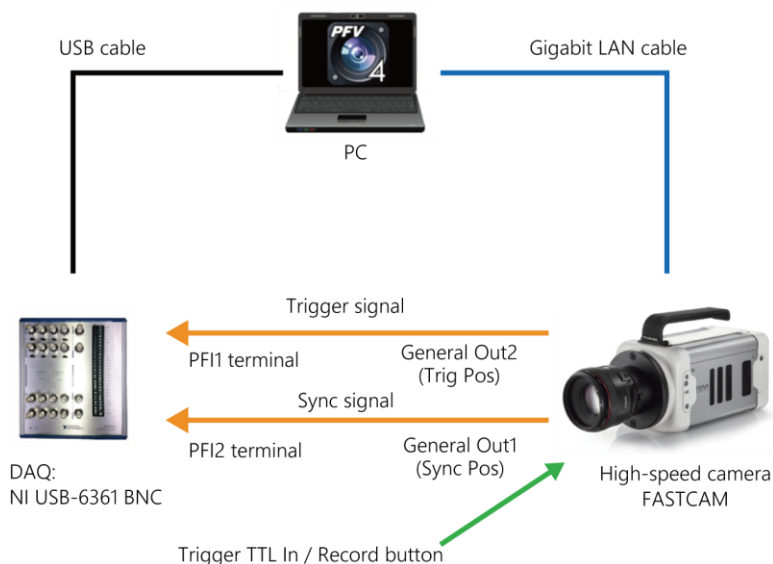 USB cable
PFV
4
Gigabit LAN cable
PC
Trigger signal
PFI1 terminal
General Out2
(Trig Pos)
Sync signal
PFI2 terminal
General Out1
(Sync Pos)
DAQ:
NI USB-6361 BNC
High-speed camera
FASTCAM
Trigger TTL In / Record button